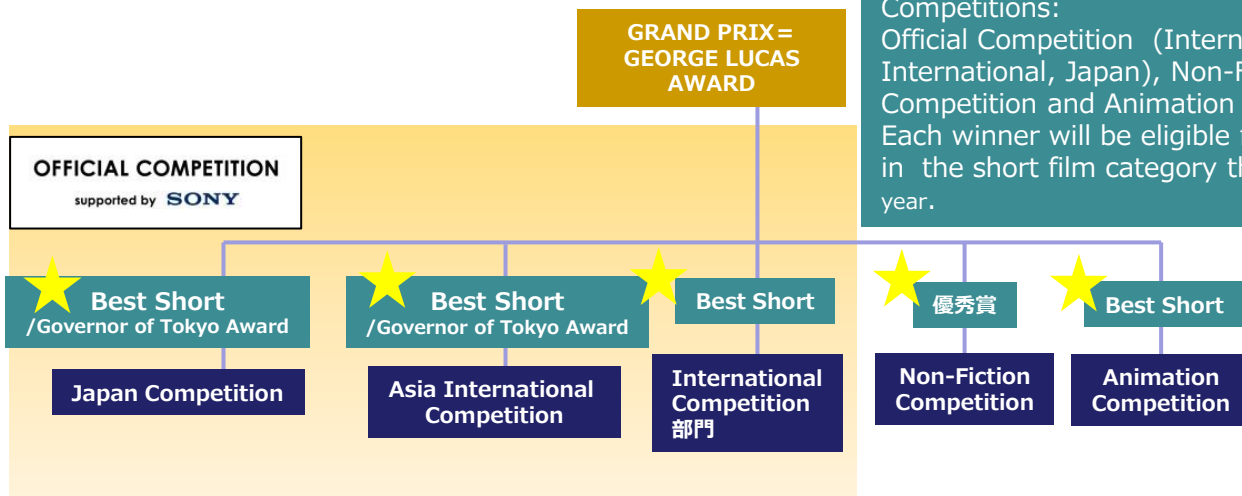 GRAND PRIX=
GEORGE LUCAS
AWARD
Competitions:
Official Competition (Intern
International, Japan), Non-F
Competition and Animation
Each winner will be eligible
in the short film category th
year.
OFFICIAL COMPETITION
supported by SONY
Best Short
/Governor of Tokyo Award
Best Short
/Governor of Tokyo Award
Best Short
優秀賞
Best Short
Japan Competition
Asia International
Competition
International
Competition
部門
Non-Fiction
Competition
Animation
Competition